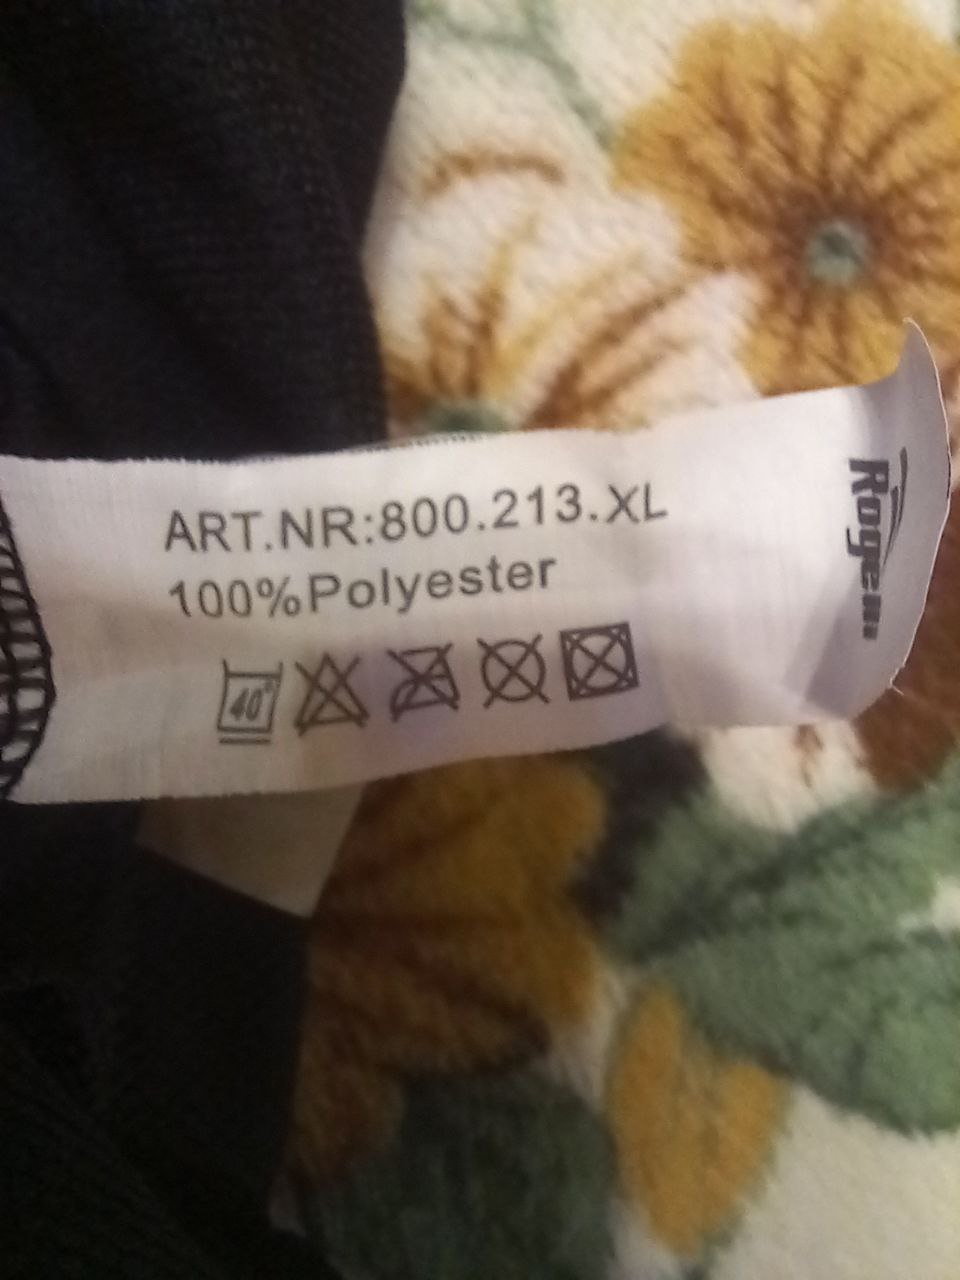 ART.NR:800.213.XL
100%Polyester
40°
Rogelli